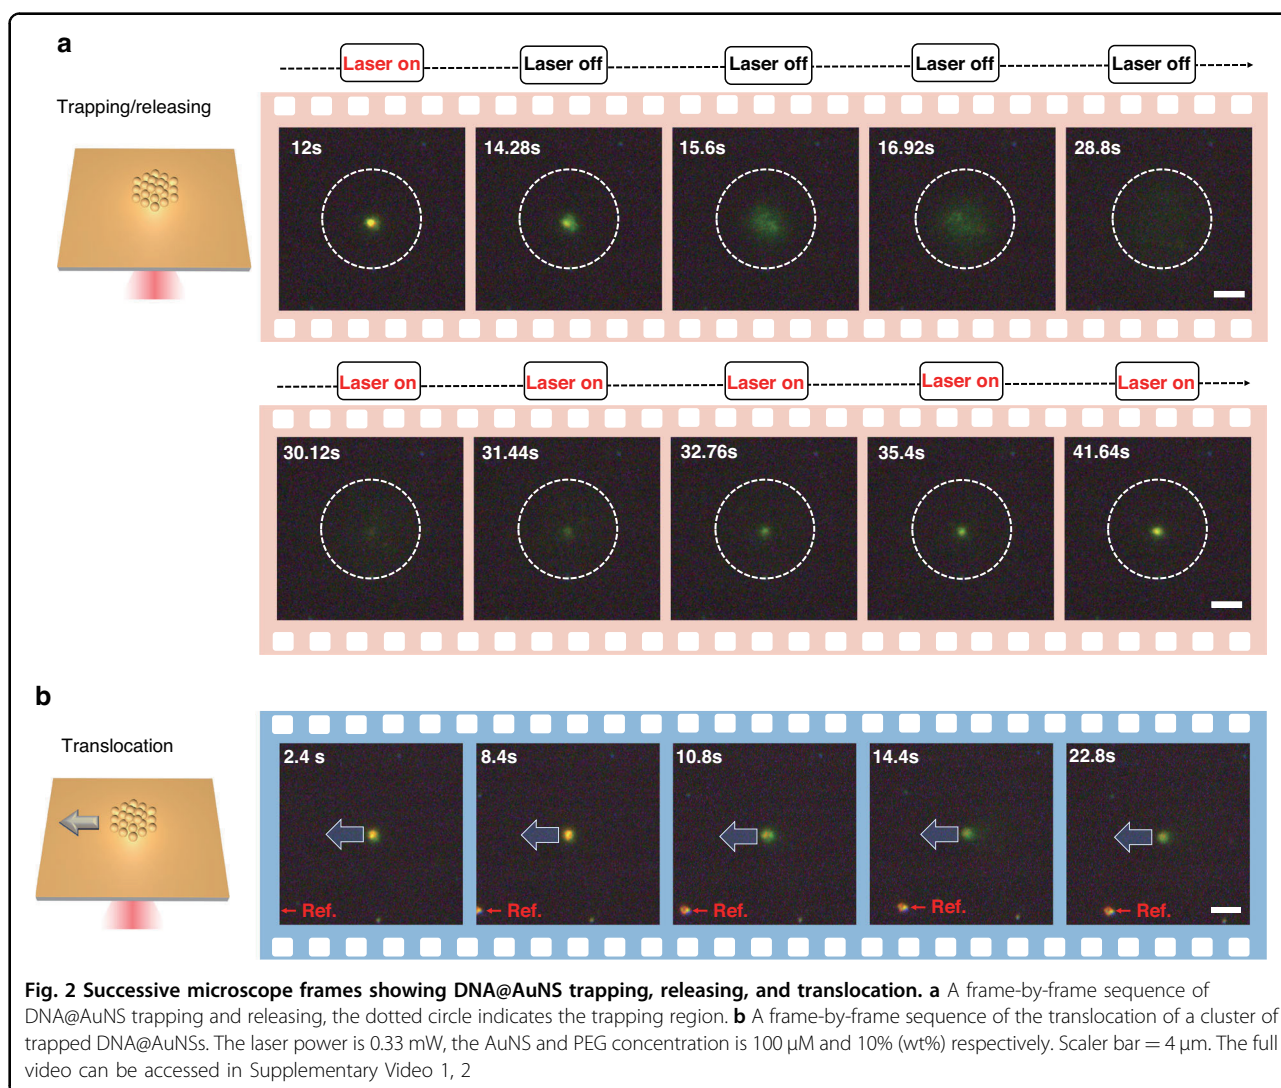 a
Laser on
Laser off
Laser off
Laser off
Laser off
Trapping/releasing
12s
14.28s
15.6s
16.92s
28.8s
Laser on
Laser on
Laser on
Laser on
Laser on
30.12s
31.44s
32.76s
35.4s
41.64s
b
Translocation
2.4 s
8.4s
10.8s
14.4s
22.8s
← Ref.
← Ref.
← Ref.
← Ref.
← Ref.
Fig. 2 Successive microscope frames showing DNA@AuNS trapping, releasing, and translocation. a A frame-by-frame sequence of
DNA@AuNS trapping and releasing, the dotted circle indicates the trapping region. b A frame-by-frame sequence of the translocation of a cluster of
trapped DNA@AuNSs. The laser power is 0.33 mW, the AuNS and PEG concentration is 100 μM and 10% (wt%) respectively. Scaler bar = 4 μm. The full
video can be accessed in Supplementary Video 1, 2